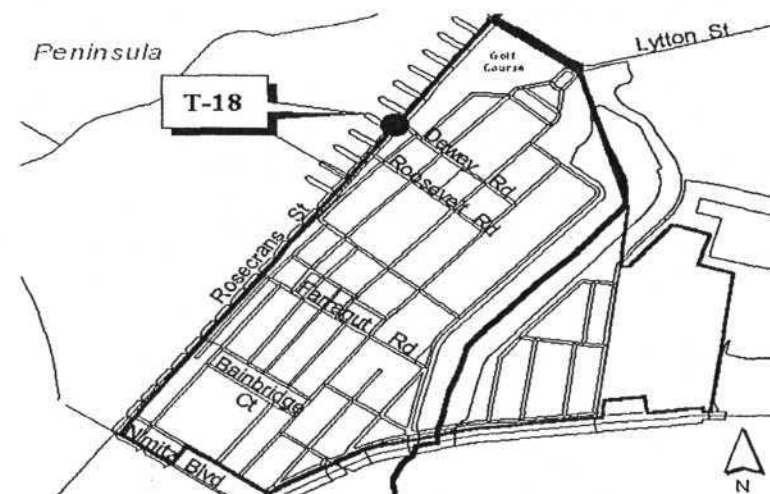 Peninsula
Lytton St
Golf
Course
T-18
Dewey Rd
Roosevelt Rd
Rosecrans St
Farragut Rd
Bainbridge
Ct
Nimitz Blvd
N